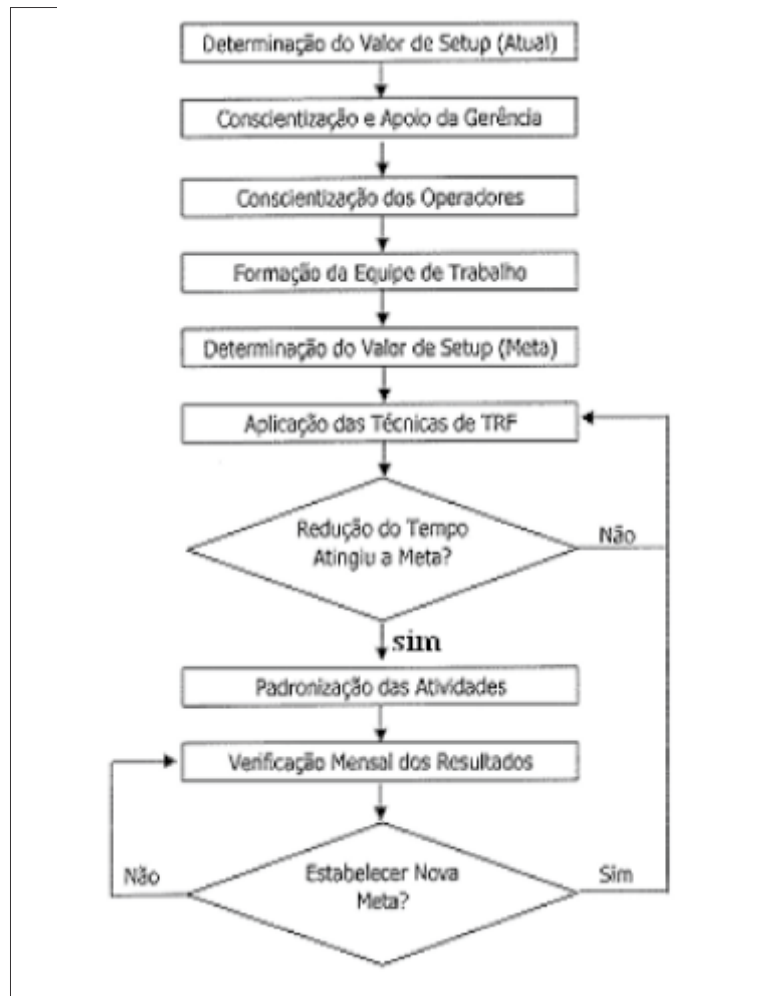 Determinação do Valor de Setup (Atual)
Conscientização e Apoio da Gerência
Conscientização dos Operadores
Formação da Equipe de Trabalho
Determinação do Valor de Setup (Meta)
Aplicação das Técnicas de TRF
Redução do Tempo
Atingiu a Meta?
Não
sim
Padronização das Atividades
Verificação Mensal dos Resultados
Não
Estabelecer Nova
Meta?
Sim